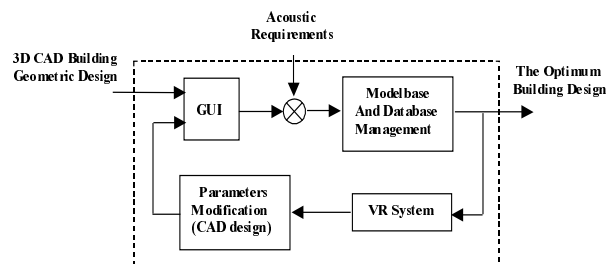 Acoustic
Requirements
3D CAD Building
Geometric Design
GUI
Modelbase
And Database
Management
The Optimum
Building Design
Parameters
Modification
(CAD design)
VR System